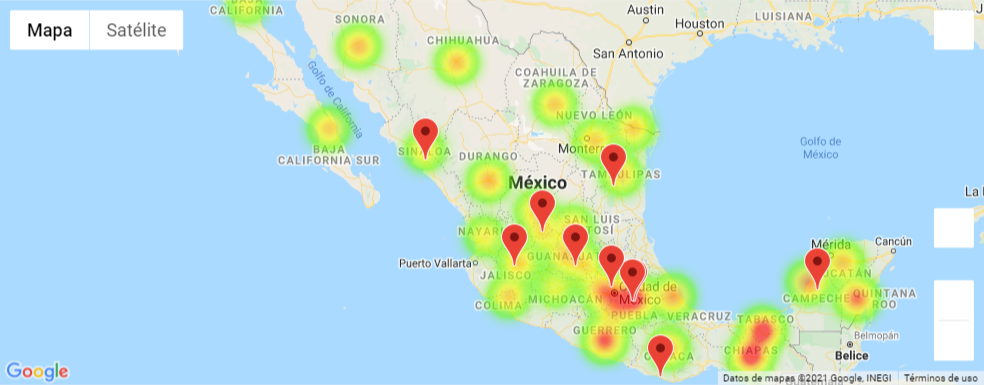 BAJA
CALIFORNIA
Mapa
Satélite
SONORA
CHIHUAHUA
Austin
Houston
LUISIANA
San Antonio
Golfo de California
COAHUILA DE
ZARAGOZA
NUEVO LEÓN
BAJA
CALIFORNIA SUR
SINALOA
DURANGO
Monterr
TAMAULIPAS
Golfo de
México
México
La
SAN LUIS
POTOSÍ
NAYARIT
Puerto Vallarta
JALISCO
GUANAJUATO
Mérida
Cancún
YUCATÁN
CAMPECHE
QUINTANA
ROO
COLIMA
MICHOACÁN
Ciudad de
México
PUEBLA
VERACRUZ
GUERRERO
TABASCO
OAXACA
CHIAPAS
Belmopán
Belice
Guatemala
Google
Datos de mapas ©2021 Google, INEGI
Términos de uso